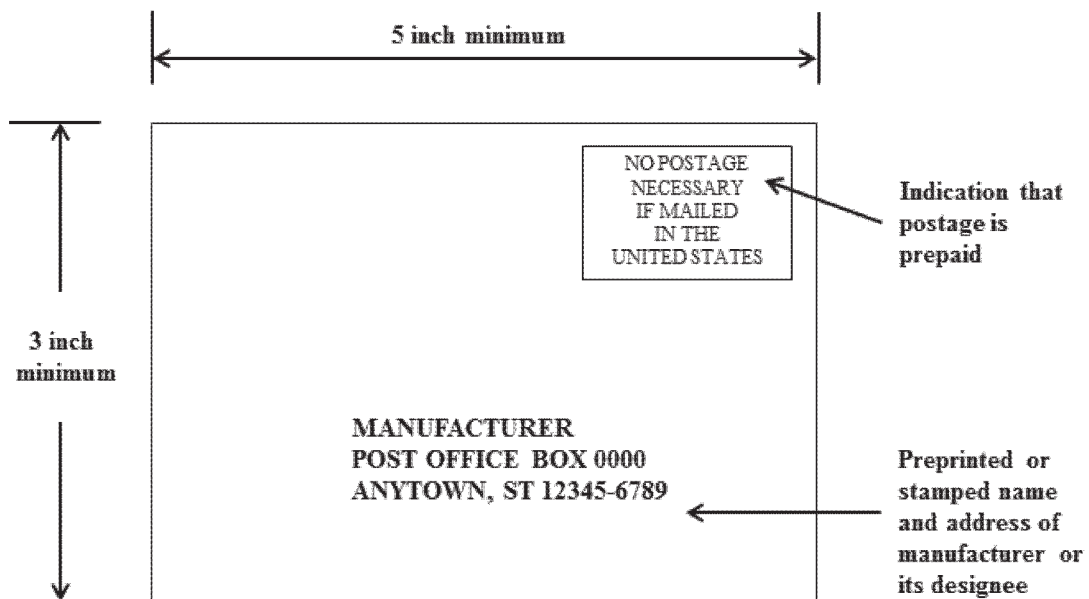 5 inch minimum
NO POSTAGE
NECESSARY
IF MAILED
IN THE
UNITED STATES
Indication that
postage is
prepaid
3 inch
minimum
MANUFACTURER
POST OFFICE BOX 0000
ANYTOWN, ST 12345-6789
Preprinted or
stamped name
and address of
manufacturer or
its designee